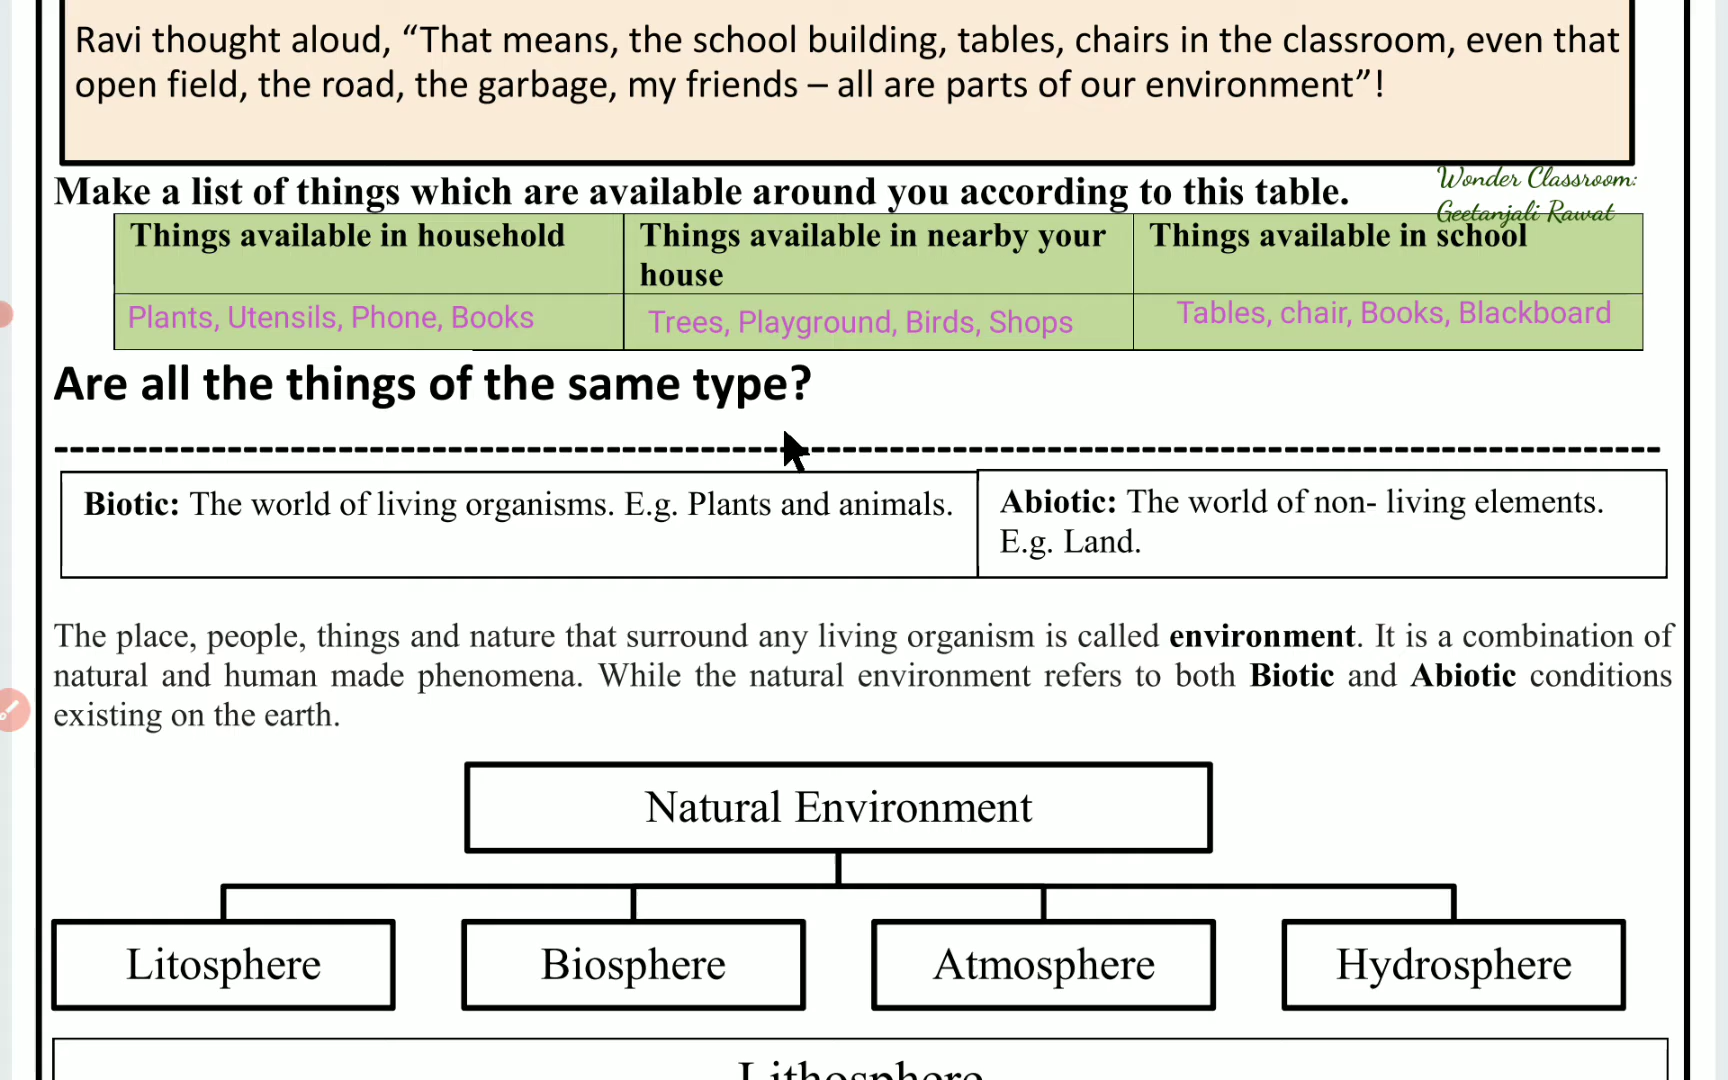 Ravi thought aloud, “That means, the school building, tables, chairs in the classroom, even that
open field, the road, the garbage, my friends – all are parts of our environment”!
Make a list of things which are available around you according to this table.
Wonder Classroom:
Geetanjali Rawat
Things available in household
Things available in nearby your
house
Things available in school
Plants, Utensils, Phone, Books
Trees, Playground, Birds, Shops
Tables, chair, Books, Blackboard
Are all the things of the same type?
Biotic: The world of living organisms. E.g. Plants and animals.
Abiotic: The world of non- living elements.
E.g. Land.
The place, people, things and nature that surround any living organism is called environment. It is a combination of
natural and human made phenomena. While the natural environment refers to both Biotic and Abiotic conditions
existing on the earth.
Natural Environment
Litosphere
Biosphere
Atmosphere
Hydrosphere
Lithosphere